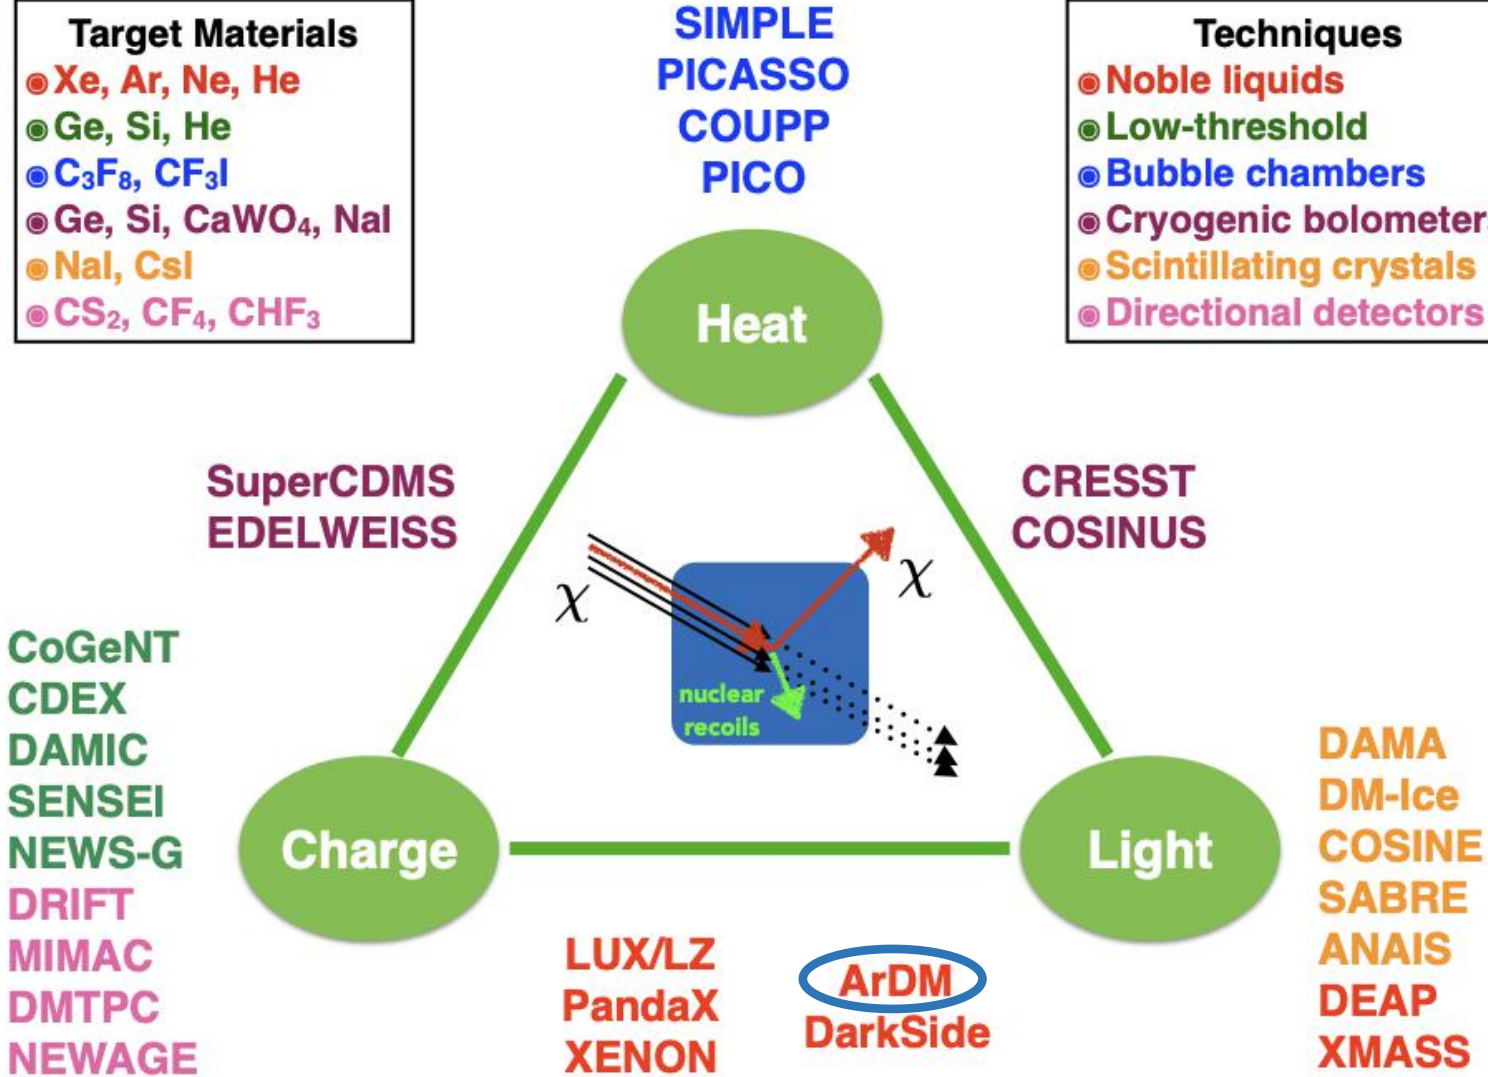 Target Materials
Xe, Ar, Ne, He
Ge, Si, He
C₃F₈, CF₃I
Ge, Si, CaWO₄, NaI
NaI, CsI
CS₂, CF₄, CHF₃
SIMPLE
PICASSO
COUPP
PICO
Techniques
Noble liquids
Low-threshold
Bubble chambers
Cryogenic bolometers
Scintillating crystals
Directional detectors
Heat
SuperCDMS
EDELWEISS
CRESST
COSINUS
χ
χ
nuclear
recoils
CoGeNT
CDEX
DAMIC
SENSEI
NEWS-G
DRIFT
MIMAC
DMTPC
NEWAGE
Charge
Light
LUX/LZ
PandaX
XENON
ArDM
DarkSide
DAMA
DM-Ice
COSINE
SABRE
ANAIS
DEAP
XMASS